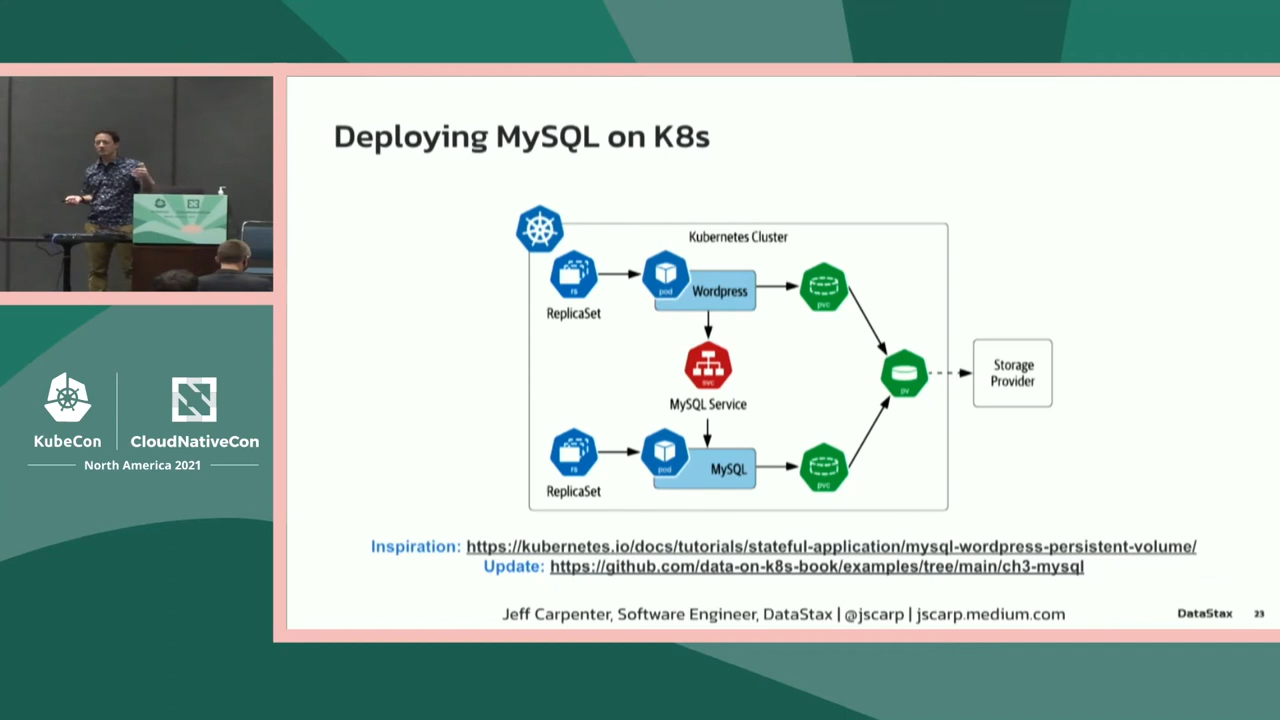 Deploying MySQL on K8s
Kubernetes Cluster
rs
ReplicaSet
pod
Wordpress
pvc
svc
MySQL Service
pv
Storage
Provider
rs
ReplicaSet
pod
MySQL
pvc
Inspiration: https://kubernetes.io/docs/tutorials/stateful-application/mysql-wordpress-persistent-volume/
Update: https://github.com/data-on-k8s-book/examples/tree/main/ch3-mysql
Jeff Carpenter, Software Engineer, DataStax | @jscarp | jscarp.medium.com
DataStax 23
KubeCon
CloudNativeCon
North America 2021